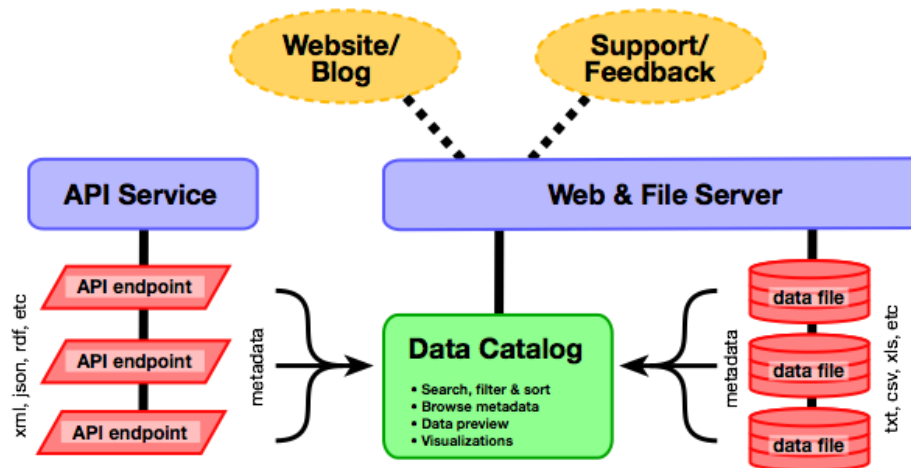 Website/
Blog
Support/
Feedback
API Service
Web & File Server
xml, json, rdf, etc
API endpoint
API endpoint
API endpoint
metadata
Data Catalog
• Search, filter & sort
• Browse metadata
• Data preview
• Visualizations
metadata
data file
data file
data file
txt, csv, xls, etc